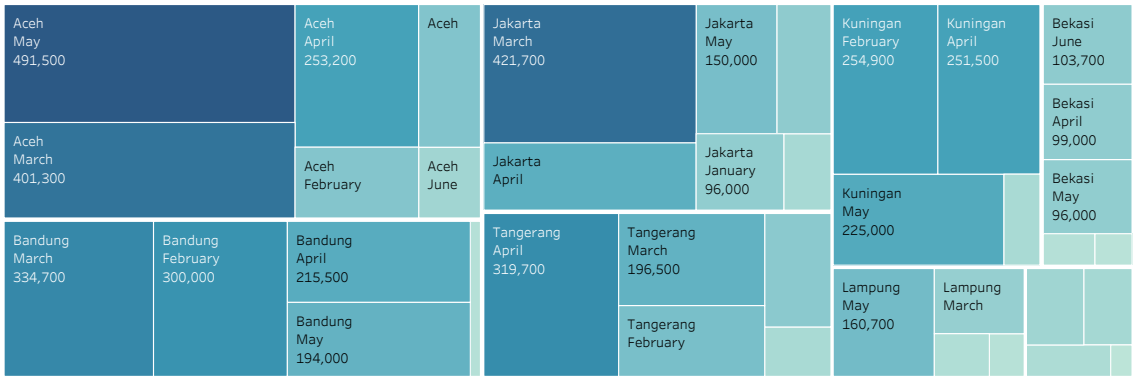 Aceh
May
491,500
Aceh
March
401,300
Aceh
April
253,200
Aceh
Aceh
February
Aceh
June
Bandung
March
334,700
Bandung
February
300,000
Bandung
April
215,500
Bandung
May
194,000
Jakarta
March
421,700
Jakarta
April
Jakarta
May
150,000
Jakarta
January
96,000
Tangerang
April
319,700
Tangerang
March
196,500
Tangerang
February
Kuningan
February
254,900
Kuningan
April
251,500
Kuningan
May
225,000
Bekasi
June
103,700
Bekasi
April
99,000
Bekasi
May
96,000
Lampung
May
160,700
Lampung
March